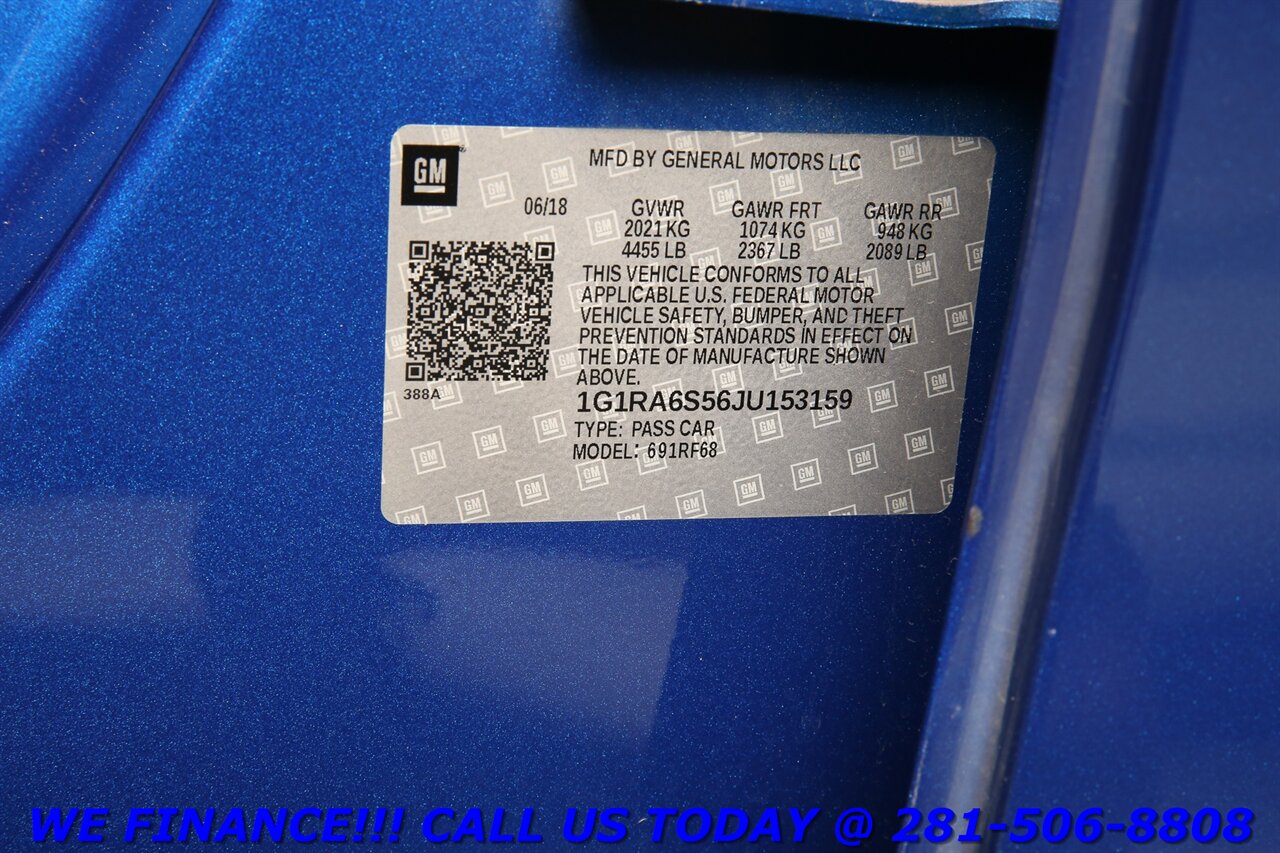 GM
MFD BY GENERAL MOTORS LLC
06/18 GVWR GAWR FRT GAWR RR
2021 KG 1074 KG 948 KG
4455 LB 2367 LB 2089 LB
THIS VEHICLE CONFORMS TO ALL
APPLICABLE U.S. FEDERAL MOTOR
VEHICLE SAFETY, BUMPER, AND THEFT
PREVENTION STANDARDS IN EFFECT ON
THE DATE OF MANUFACTURE SHOWN
ABOVE.
388A
1G1RA6S56JU153159
TYPE: PASS CAR
MODEL: 691RF68
WE FINANCE!!! CALL US TODAY @ 281-506-8808